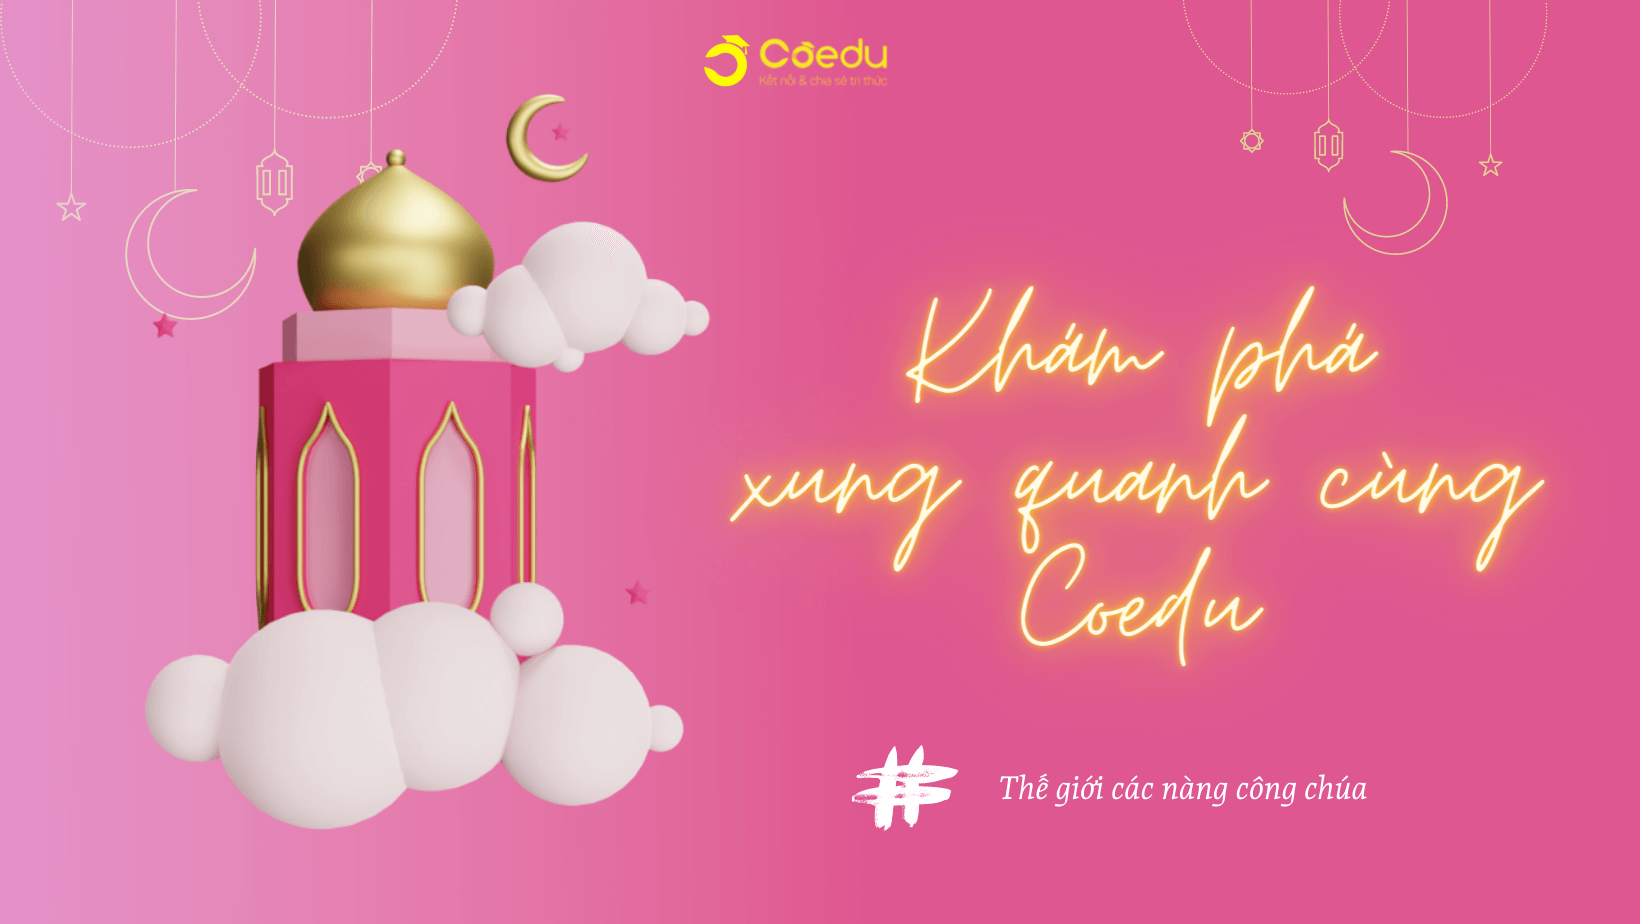 Coedu
Kết nối & chia sẻ tri thức
Khám phá
xung quanh cùng
Coedu
# Thế giới các nàng công chúa